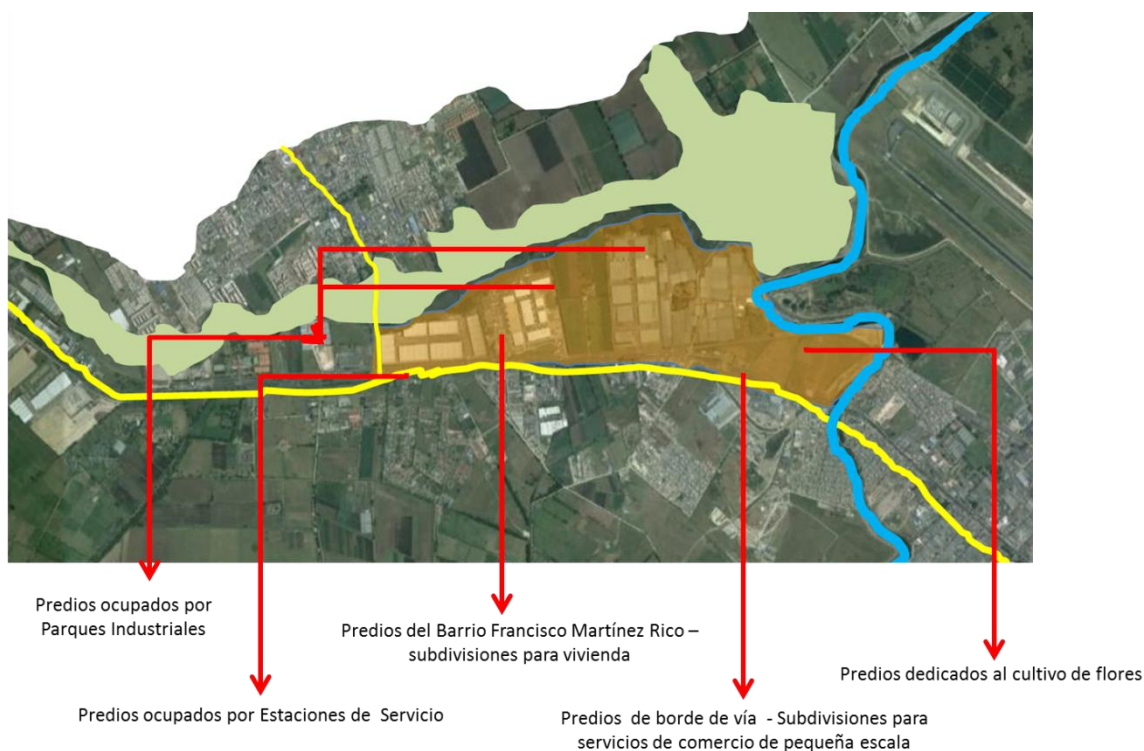 Predios ocupados por
Parques Industriales
Predios del Barrio Francisco Martínez Rico –
subdivisiones para vivienda
Predios dedicados al cultivo de flores
Predios ocupados por Estaciones de Servicio
Predios de borde de vía - Subdivisiones para
servicios de comercio de pequeña escala